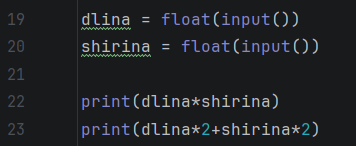 19 dlina = float(input())
20 shirina = float(input())
21
22 print(dlina*shirina)
23 print(dlina*2+shirina*2)